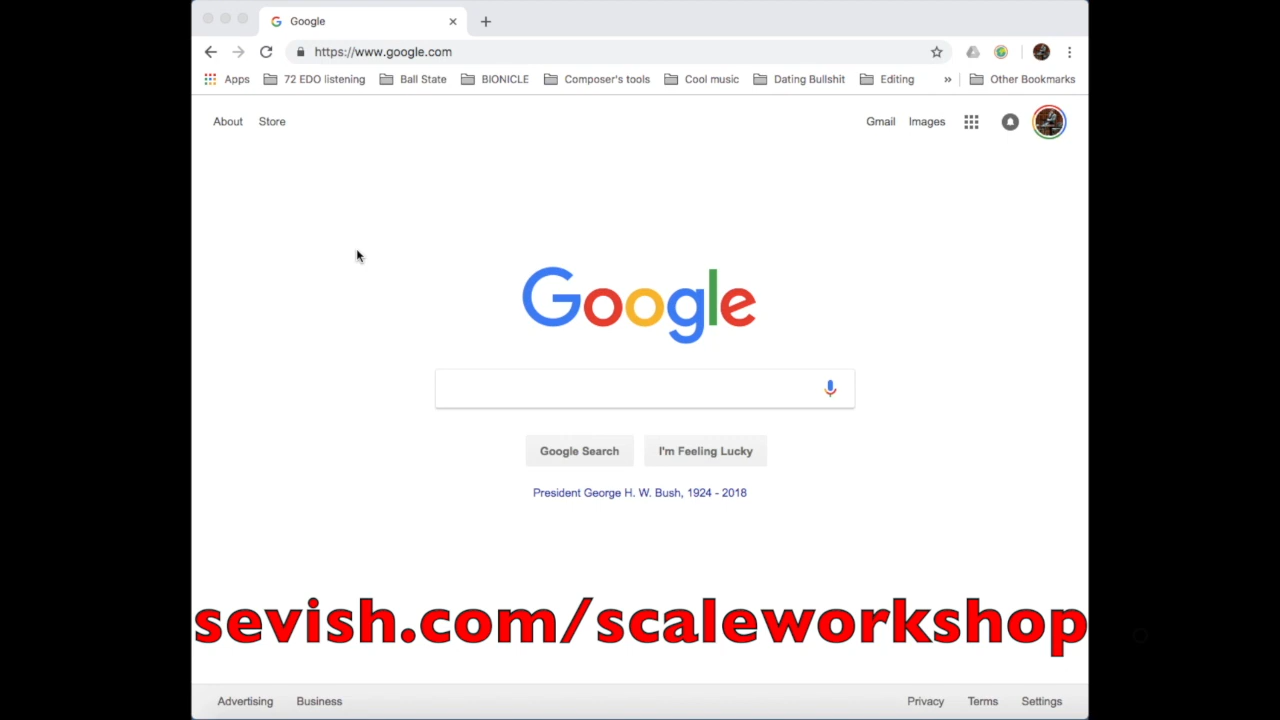 Google
https://www.google.com
Apps 72 EDO listening Ball State BIONICLE Composer's tools Cool music Dating Bullshit Editing » Other Bookmarks
About Store Gmail Images
Google
Google Search I'm Feeling Lucky
President George H. W. Bush, 1924 - 2018
sevish.com/scaleworkshop
Advertising Business Privacy Terms Settings